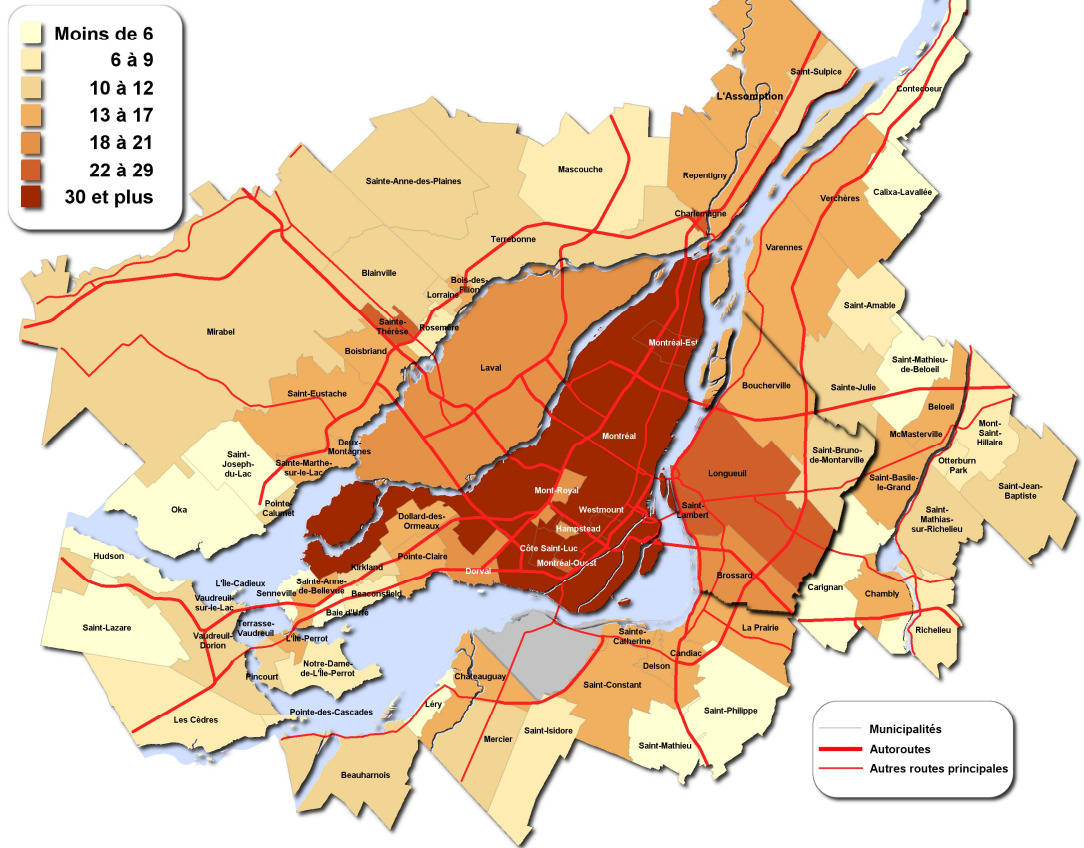 Moins de 6
6 à 9
10 à 12
13 à 17
18 à 21
22 à 29
30 et plus
Saint-Sulpice
Contecoeur
L'Assomption
Mascouche
Sainte-Anne-des-Plaines
Repentigny
Calixa-Lavallée
Verchères
Charlemagne
Terrebonne
Varennes
Blainville
Bois-des-
Filion
Lorraine
Saint-Amable
Mirabel
Sainte-
Thérèse
Rosemère
Montréal-Est
Boisbriand
Saint-Mathieu-
de-Beloeil
Laval
Boucherville
Sainte-Julie
Saint-Eustache
Beloeil
Montréal
McMasterville
Mont-
Saint-
Hillaire
Deux-
Montagnes
Saint-Bruno-
de-Montarville
Saint-
Joseph-
du-Lac
Sainte-Marthe-
sur-le-Lac
Otterburn
Park
Longueuil
Saint-Basile-
le-Grand
Saint-Jean-
Baptiste
Mont-Royal
Pointe-
Calumet
Oka
Westmount
Saint-
Lambert
Dollard-des-
Ormeaux
Hampstead
Saint-
Mathias-
sur-Richelieu
Côte Saint-Luc
Hudson
Pointe-Claire
Montréal-Ouest
Kirkland
Dorval
Brossard
L'Île-Cadieux
Sainte-Anne-
de-Bellevue
Senneville
Beaconsfield
Carignan
Chambly
Vaudreuil-
sur-le-Lac
Baie d'Urfé
Saint-Lazare
Terrasse-
Vaudreuil
La Prairie
Richelieu
Vaudreuil-
Dorion
L'Île-Perrot
Sainte-
Catherine
Candiac
Delson
Notre-Dame-
de-L'Île-Perrot
Pincourt
Châteauguay
Saint-Constant
Léry
Pointe-des-Cascades
Saint-Philippe
Les Cèdres
Saint-Isidore
Mercier
Saint-Mathieu
Beauharnois
Municipalités
Autoroutes
Autres routes principales